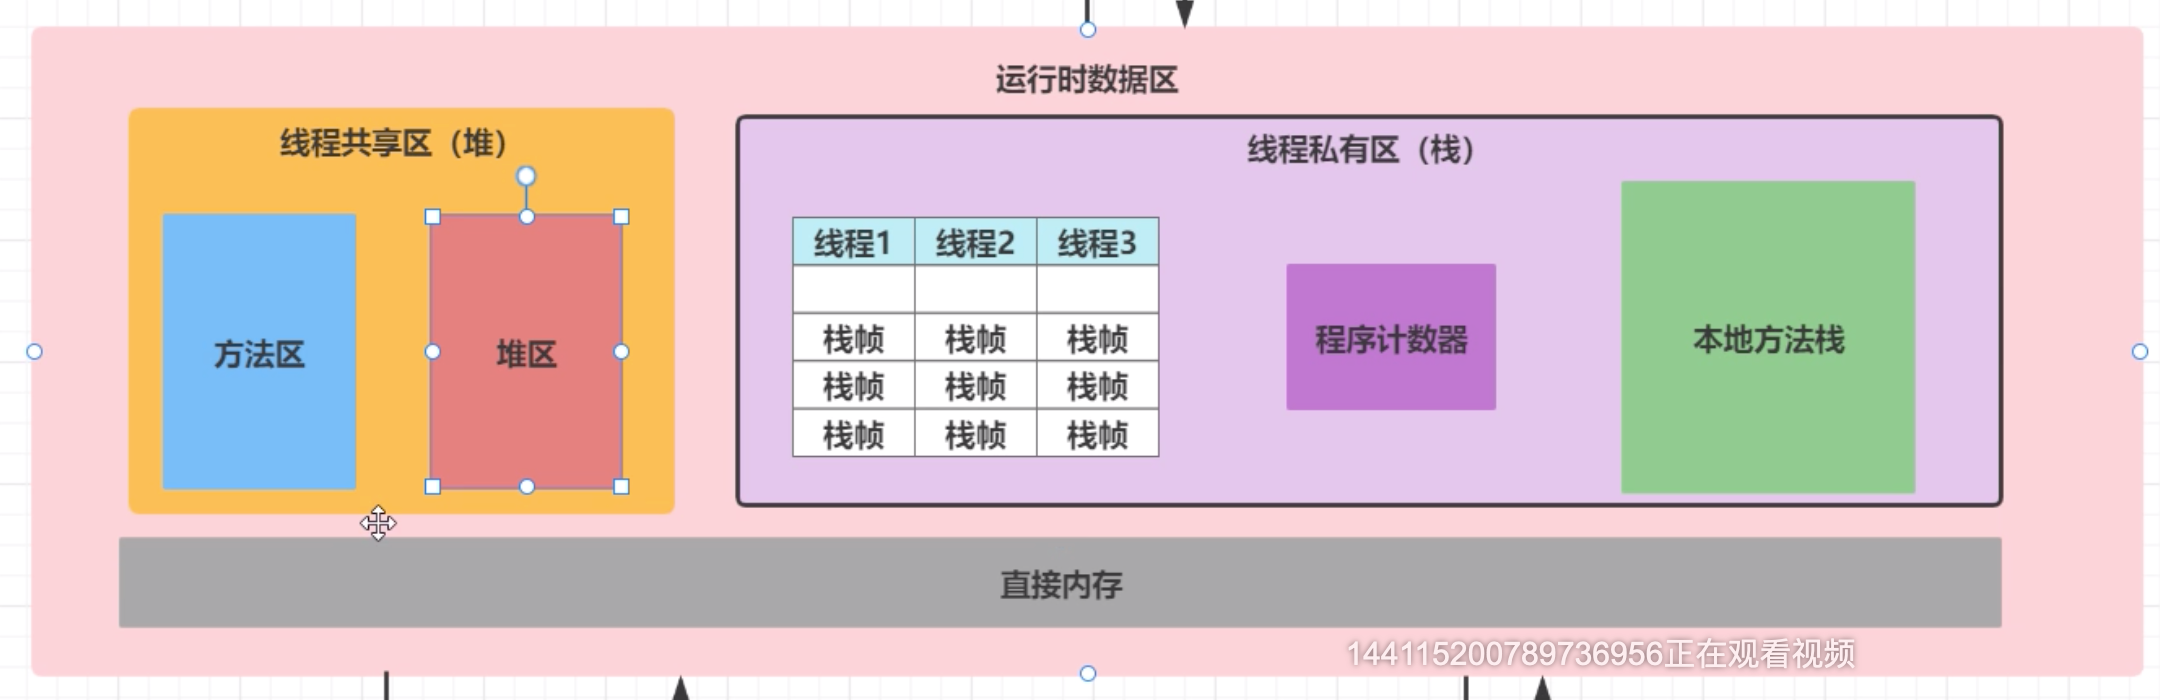 运行时数据区
线程共享区（堆）
方法区
堆区
线程私有区（栈）
线程1 线程2 线程3
栈帧 栈帧 栈帧
栈帧 栈帧 栈帧
栈帧 栈帧 栈帧
程序计数器
本地方法栈
直接内存
144115200789736956正在观看视频